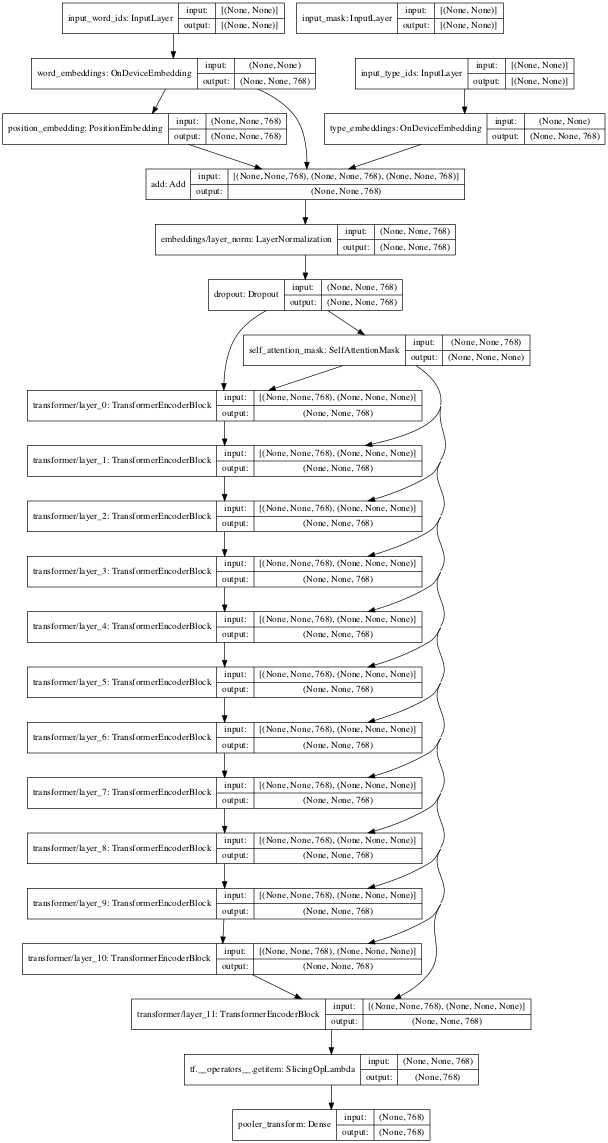 input_word_ids: InputLayer input: [(None, None)]
output: [(None, None)]
input_mask: InputLayer input: [(None, None)]
output: [(None, None)]
word_embeddings: OnDeviceEmbedding input: (None, None)
output: (None, None, 768)
input_type_ids: InputLayer input: [(None, None)]
output: [(None, None)]
position_embedding: PositionEmbedding input: (None, None, 768)
output: (None, None, 768)
type_embeddings: OnDeviceEmbedding input: (None, None)
output: (None, None, 768)
add: Add input: [(None, None, 768), (None, None, 768), (None, None, 768)]
output: (None, None, 768)
embeddings/layer_norm: LayerNormalization input: (None, None, 768)
output: (None, None, 768)
dropout: Dropout input: (None, None, 768)
output: (None, None, 768)
self_attention_mask: SelfAttentionMask input: (None, None, 768)
output: (None, None, None)
transformer/layer_0: TransformerEncoderBlock input: [(None, None, 768), (None, None, None)]
output: (None, None, 768)
transformer/layer_1: TransformerEncoderBlock input: [(None, None, 768), (None, None, None)]
output: (None, None, 768)
transformer/layer_2: TransformerEncoderBlock input: [(None, None, 768), (None, None, None)]
output: (None, None, 768)
transformer/layer_3: TransformerEncoderBlock input: [(None, None, 768), (None, None, None)]
output: (None, None, 768)
transformer/layer_4: TransformerEncoderBlock input: [(None, None, 768), (None, None, None)]
output: (None, None, 768)
transformer/layer_5: TransformerEncoderBlock input: [(None, None, 768), (None, None, None)]
output: (None, None, 768)
transformer/layer_6: TransformerEncoderBlock input: [(None, None, 768), (None, None, None)]
output: (None, None, 768)
transformer/layer_7: TransformerEncoderBlock input: [(None, None, 768), (None, None, None)]
output: (None, None, 768)
transformer/layer_8: TransformerEncoderBlock input: [(None, None, 768), (None, None, None)]
output: (None, None, 768)
transformer/layer_9: TransformerEncoderBlock input: [(None, None, 768), (None, None, None)]
output: (None, None, 768)
transformer/layer_10: TransformerEncoderBlock input: [(None, None, 768), (None, None, None)]
output: (None, None, 768)
transformer/layer_11: TransformerEncoderBlock input: [(None, None, 768), (None, None, None)]
output: (None, None, 768)
tf.__operators__.getitem: SlicingOpLambda input: (None, None, 768)
output: (None, 768)
pooler_transform: Dense input: (None, 768)
output: (None, 768)